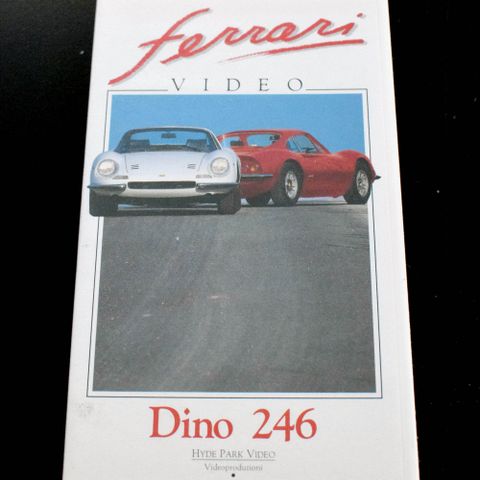 ferrari
VIDEO
Dino 246
HYDE PARK VIDEO
Videoproduzioni